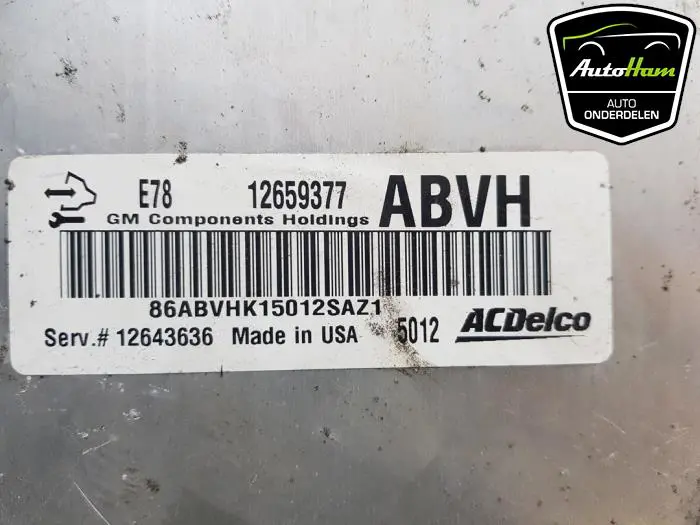 AutoHam
AUTO
ONDERDELEN
E78 12659377 ABVH
GM Components Holdings
86ABVHK15012SAZ1
Serv.# 12643636 Made in USA 5012 ACDelco